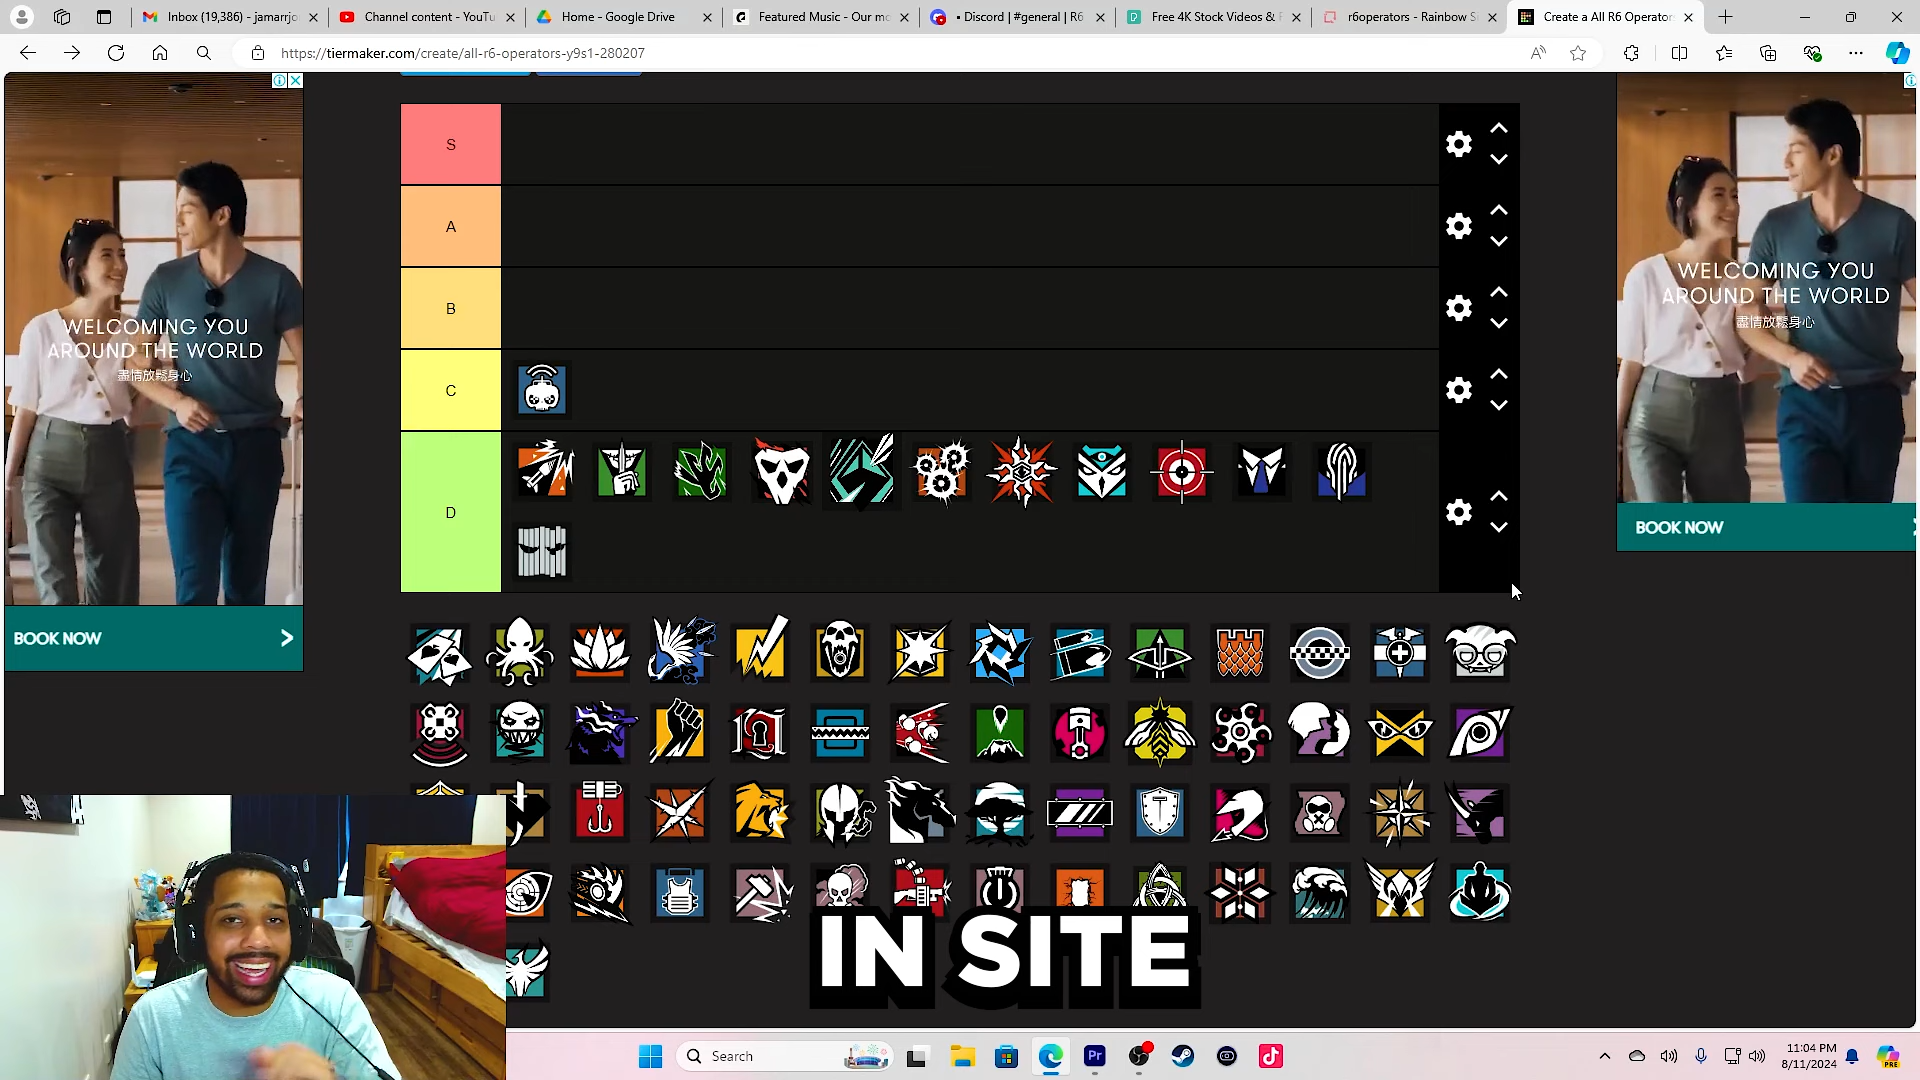 Inbox (19,386) - jamarrjo
Channel content - YouTu
Home - Google Drive
Featured Music - Our mo
• Discord | #general | R6
Free 4K Stock Videos & F
r6operators - Rainbow S
Create a All R6 Operator
https://tiermaker.com/create/all-r6-operators-y9s1-280207
S
A
B
C
D
WELCOMING YOU
AROUND THE WORLD
盡情放鬆身心
BOOK NOW
WELCOMING YOU
AROUND THE WORLD
盡情放鬆身心
BOOK NOW
IN SITE
Search
Pr
11:04 PM
8/11/2024
PRE